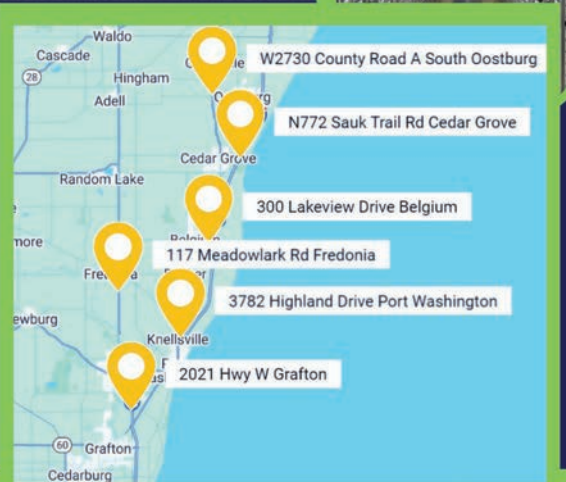 Waldo
Cascade
28
Hingham
W2730 County Road A South Oostburg
Adell
N772 Sauk Trail Rd Cedar Grove
Cedar Grove
Random Lake
300 Lakeview Drive Belgium
117 Meadowlark Rd Fredonia
3782 Highland Drive Port Washington
Knellsville
2021 Hwy W Grafton
60
Grafton
Cedarburg